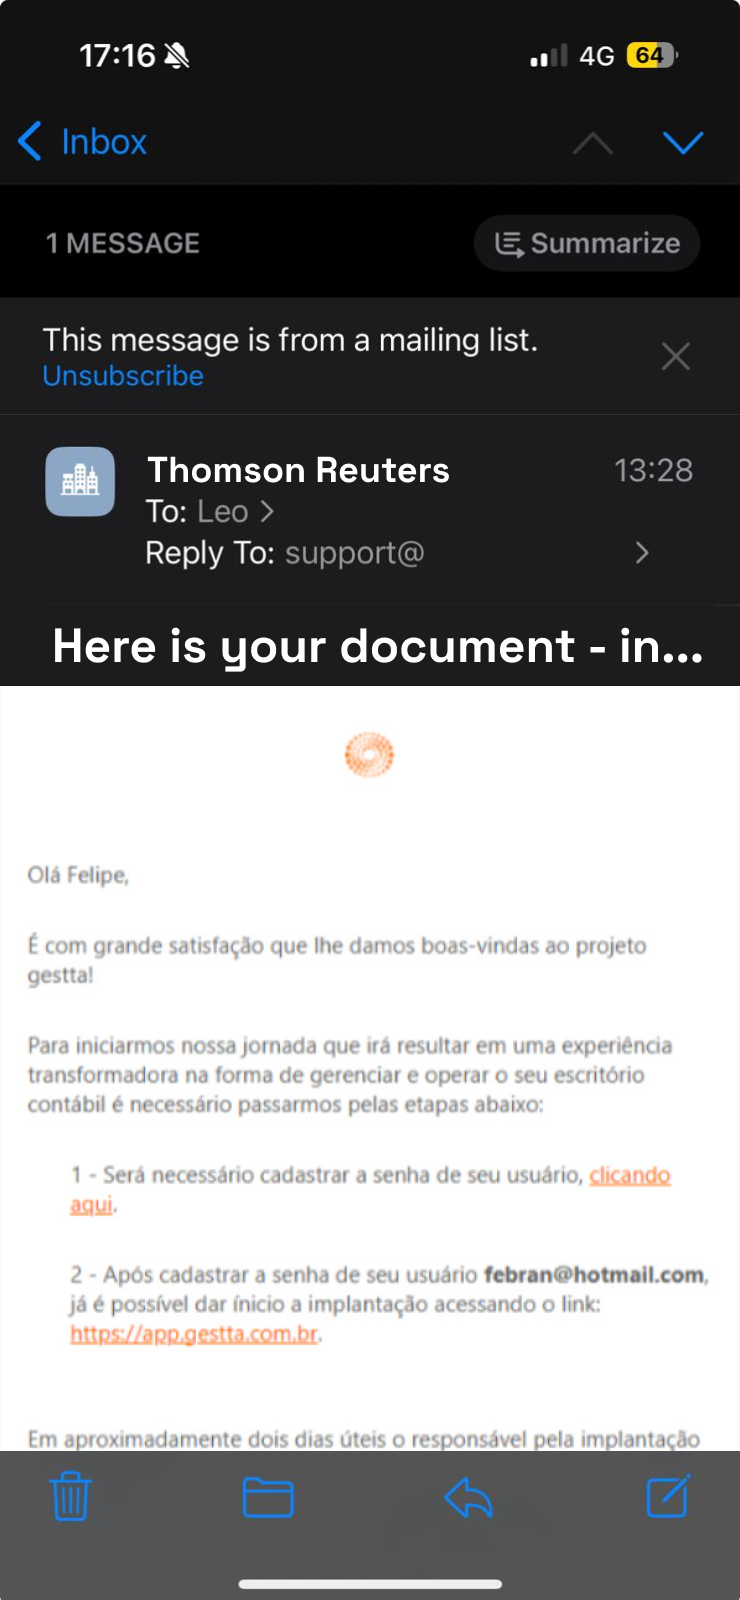 17:16
4G 64
Inbox
1 MESSAGE
Summarize
This message is from a mailing list.
Unsubscribe
Thomson Reuters
13:28
To: Leo
Reply To: support@
Here is your document - in...
Olá Felipe,
É com grande satisfação que lhe damos boas-vindas ao projeto
gestta!
Para iniciarmos nossa jornada que irá resultar em uma experiência
transformadora na forma de gerenciar e operar o seu escritório
contábil é necessário passarmos pelas etapas abaixo:
1 - Será necessário cadastrar a senha de seu usuário, clicando
aqui.
2 - Após cadastrar a senha de seu usuário febran@hotmail.com,
já é possível dar ínicio a implantação acessando o link:
https://app.gestta.com.br.
Em aproximadamente dois dias úteis o responsável pela implantação